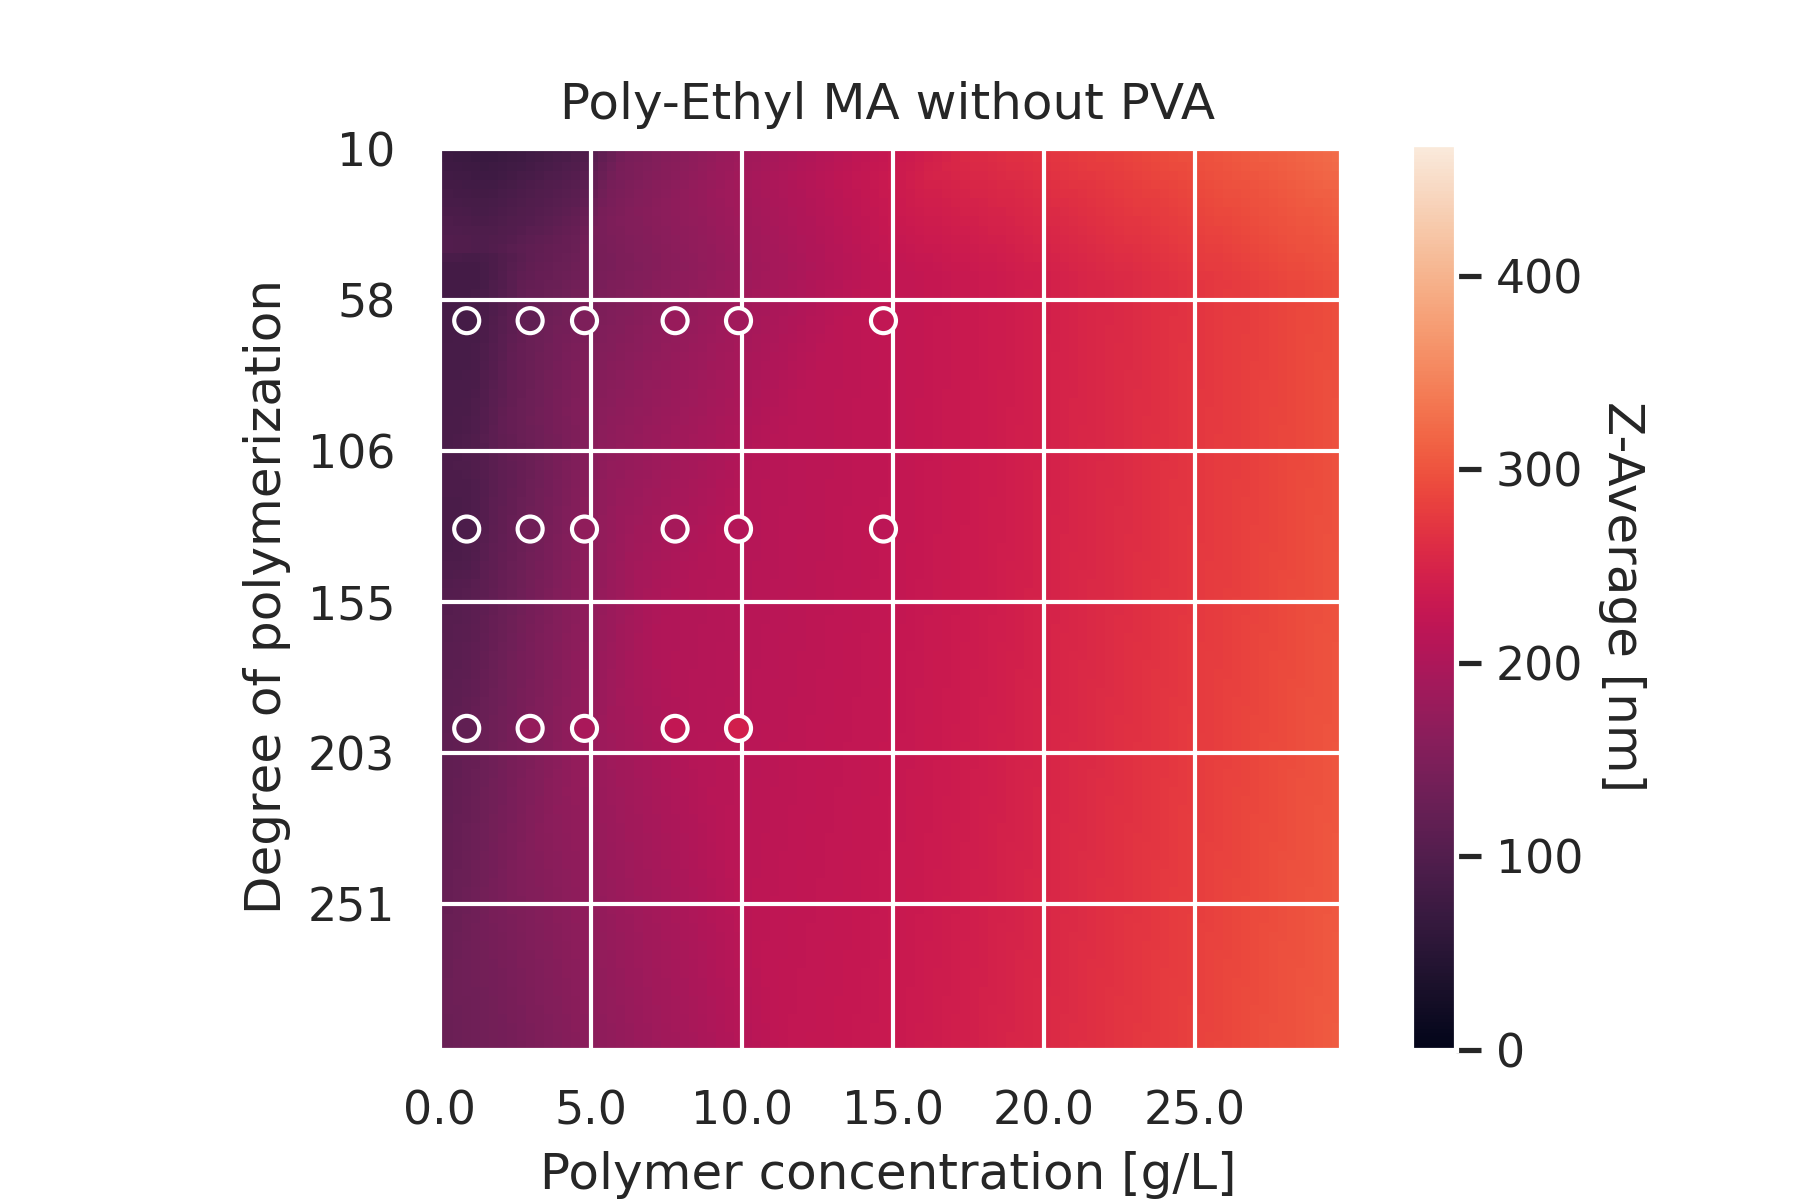 Poly-Ethyl MA without PVA
10
58
106
155
203
251
Degree of polymerization
0.0 5.0 10.0 15.0 20.0 25.0
Polymer concentration [g/L]
400
300
200
100
0
Z-Average [nm]